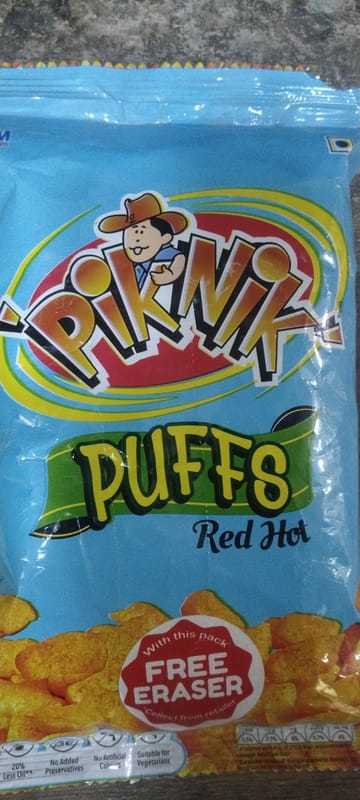 PIKNIK
PUFFS
Red Hot
With this pack
FREE
ERASER
Collect from retailer
20%
Less Oil**
No Added
Preservatives
No Artificial
Colours
Suitable for
Vegetarians